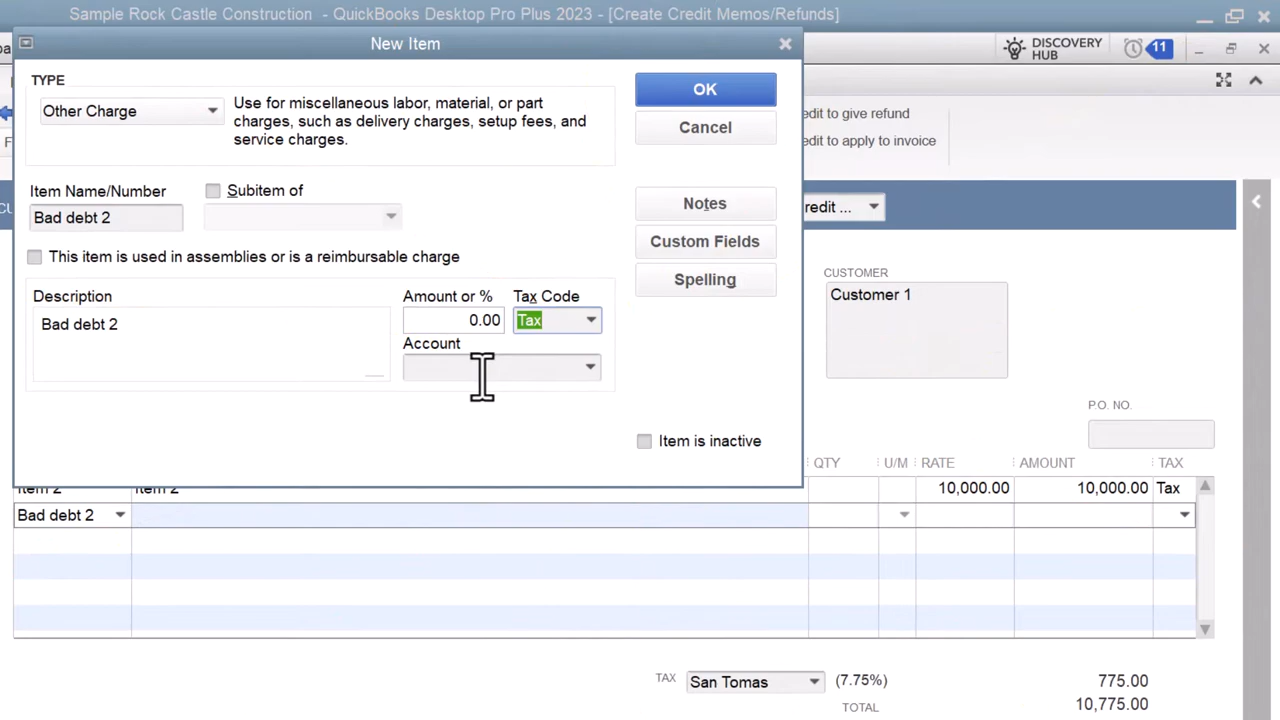 Sample Rock Castle Construction - QuickBooks Desktop Pro Plus 2023 - [Create Credit Memos/Refunds]
New Item
DISCOVERY
HUB
11
TYPE
Other Charge
Use for miscellaneous labor, material, or part
charges, such as delivery charges, setup fees, and
service charges.
OK
Cancel
edit to give refund
edit to apply to invoice
Item Name/Number
Subitem of
Bad debt 2
Notes
Custom Fields
Spelling
redit ...
This item is used in assemblies or is a reimbursable charge
Description
Amount or %
Tax Code
Bad debt 2
0.00
Tax
Account
Item is inactive
CUSTOMER
Customer 1
P.O. NO.
QTY
U/M
RATE
AMOUNT
TAX
Item 2
Item 2
10,000.00
10,000.00
Tax
Bad debt 2
TAX
San Tomas
(7.75%)
775.00
TOTAL
10,775.00